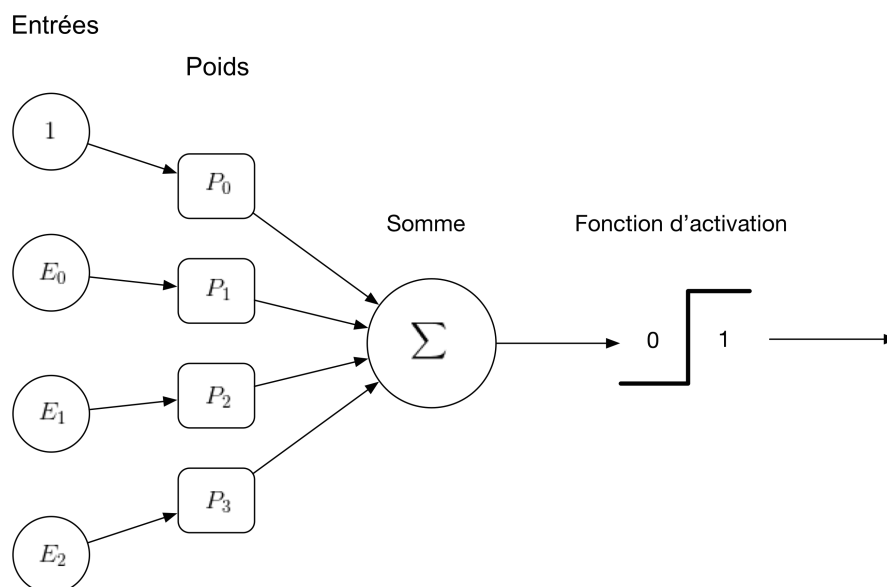 Entrées
Poids
1
P₀
Somme
Fonction d'activation
E₀
P₁
∑
0
1
E₁
P₂
E₂
P₃